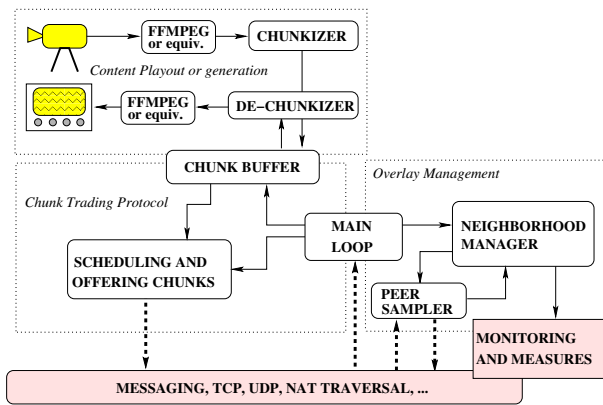 FFMPEG
or equiv.
CHUNKIZER
Content Playout or generation
FFMPEG
or equiv.
DE-CHUNKIZER
CHUNK BUFFER
Overlay Management
Chunk Trading Protocol
MAIN
LOOP
NEIGHBORHOOD
MANAGER
SCHEDULING AND
OFFERING CHUNKS
PEER
SAMPLER
MONITORING
AND MEASURES
MESSAGING, TCP, UDP, NAT TRAVERSAL, ...